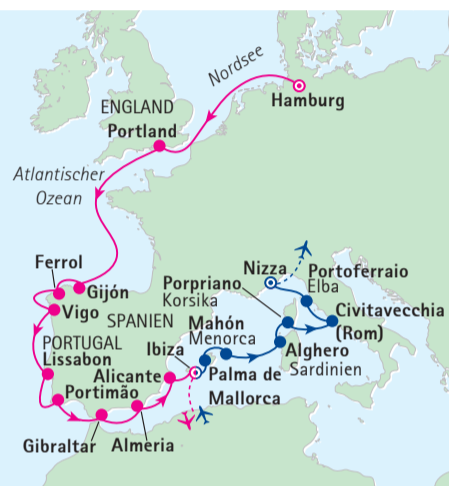 Nordsee
Hamburg
ENGLAND
Portland
Atlantischer
Ozean
Ferrol
Gijón
Vigo
SPANIEN
PORTUGAL
Lissabon
Portimão
Gibraltar
Almeria
Alicante
Ibiza
Palma de
Mallorca
Mahón
Menorca
Alghero
Sardinien
Porpriano
Korsika
Nizza
Portoferraio
Elba
Civitavecchia
(Rom)